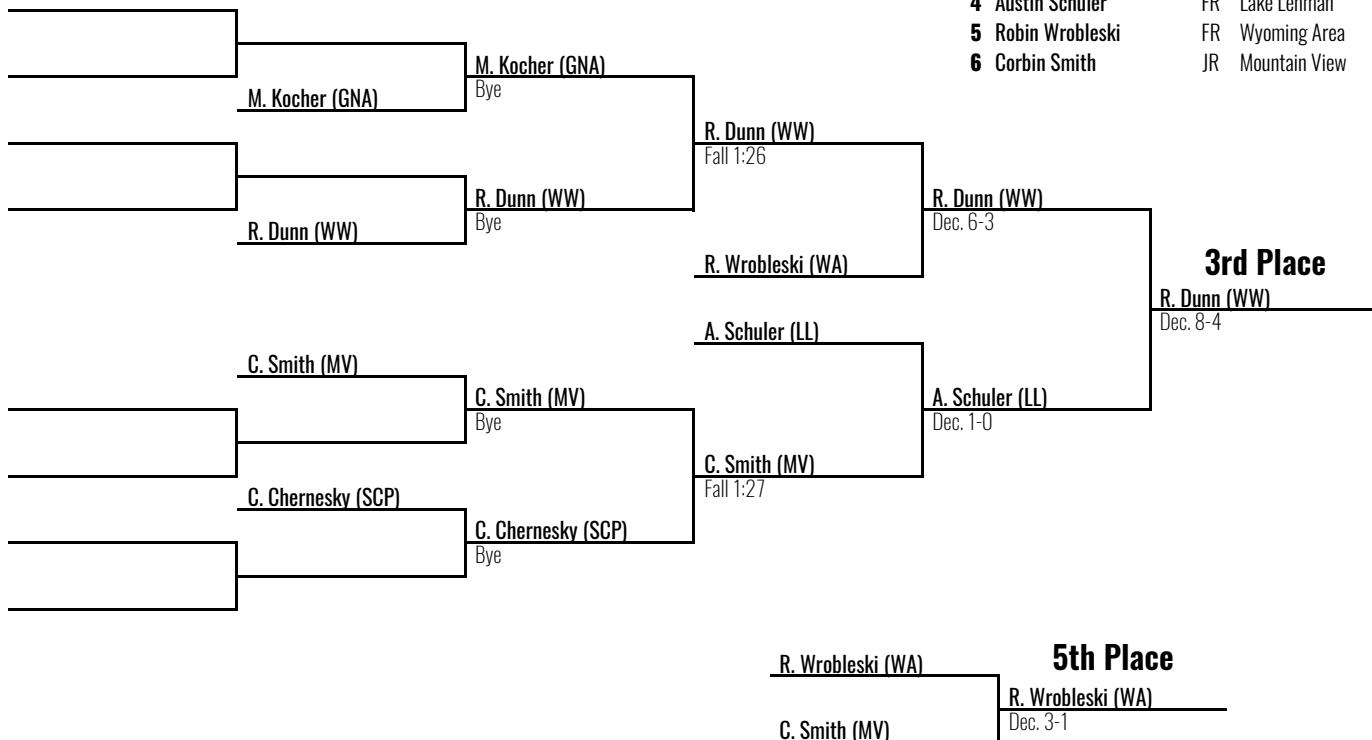 4 Austin Schuler FR Lake Lehman
5 Robin Wrobleski FR Wyoming Area
6 Corbin Smith JR Mountain View
M. Kocher (GNA)
Bye
M. Kocher (GNA)
R. Dunn (WW)
Fall 1:26
R. Dunn (WW)
Bye
R. Dunn (WW)
Dec. 6-3
R. Dunn (WW)
R. Wrobleski (WA)
3rd Place
R. Dunn (WW)
Dec. 8-4
A. Schuler (LL)
C. Smith (MV)
C. Smith (MV)
Bye
A. Schuler (LL)
Dec. 1-0
C. Smith (MV)
Fall 1:27
C. Chernesky (SCP)
C. Chernesky (SCP)
Bye
5th Place
R. Wrobleski (WA)
R. Wrobleski (WA)
Dec. 3-1
C. Smith (MV)